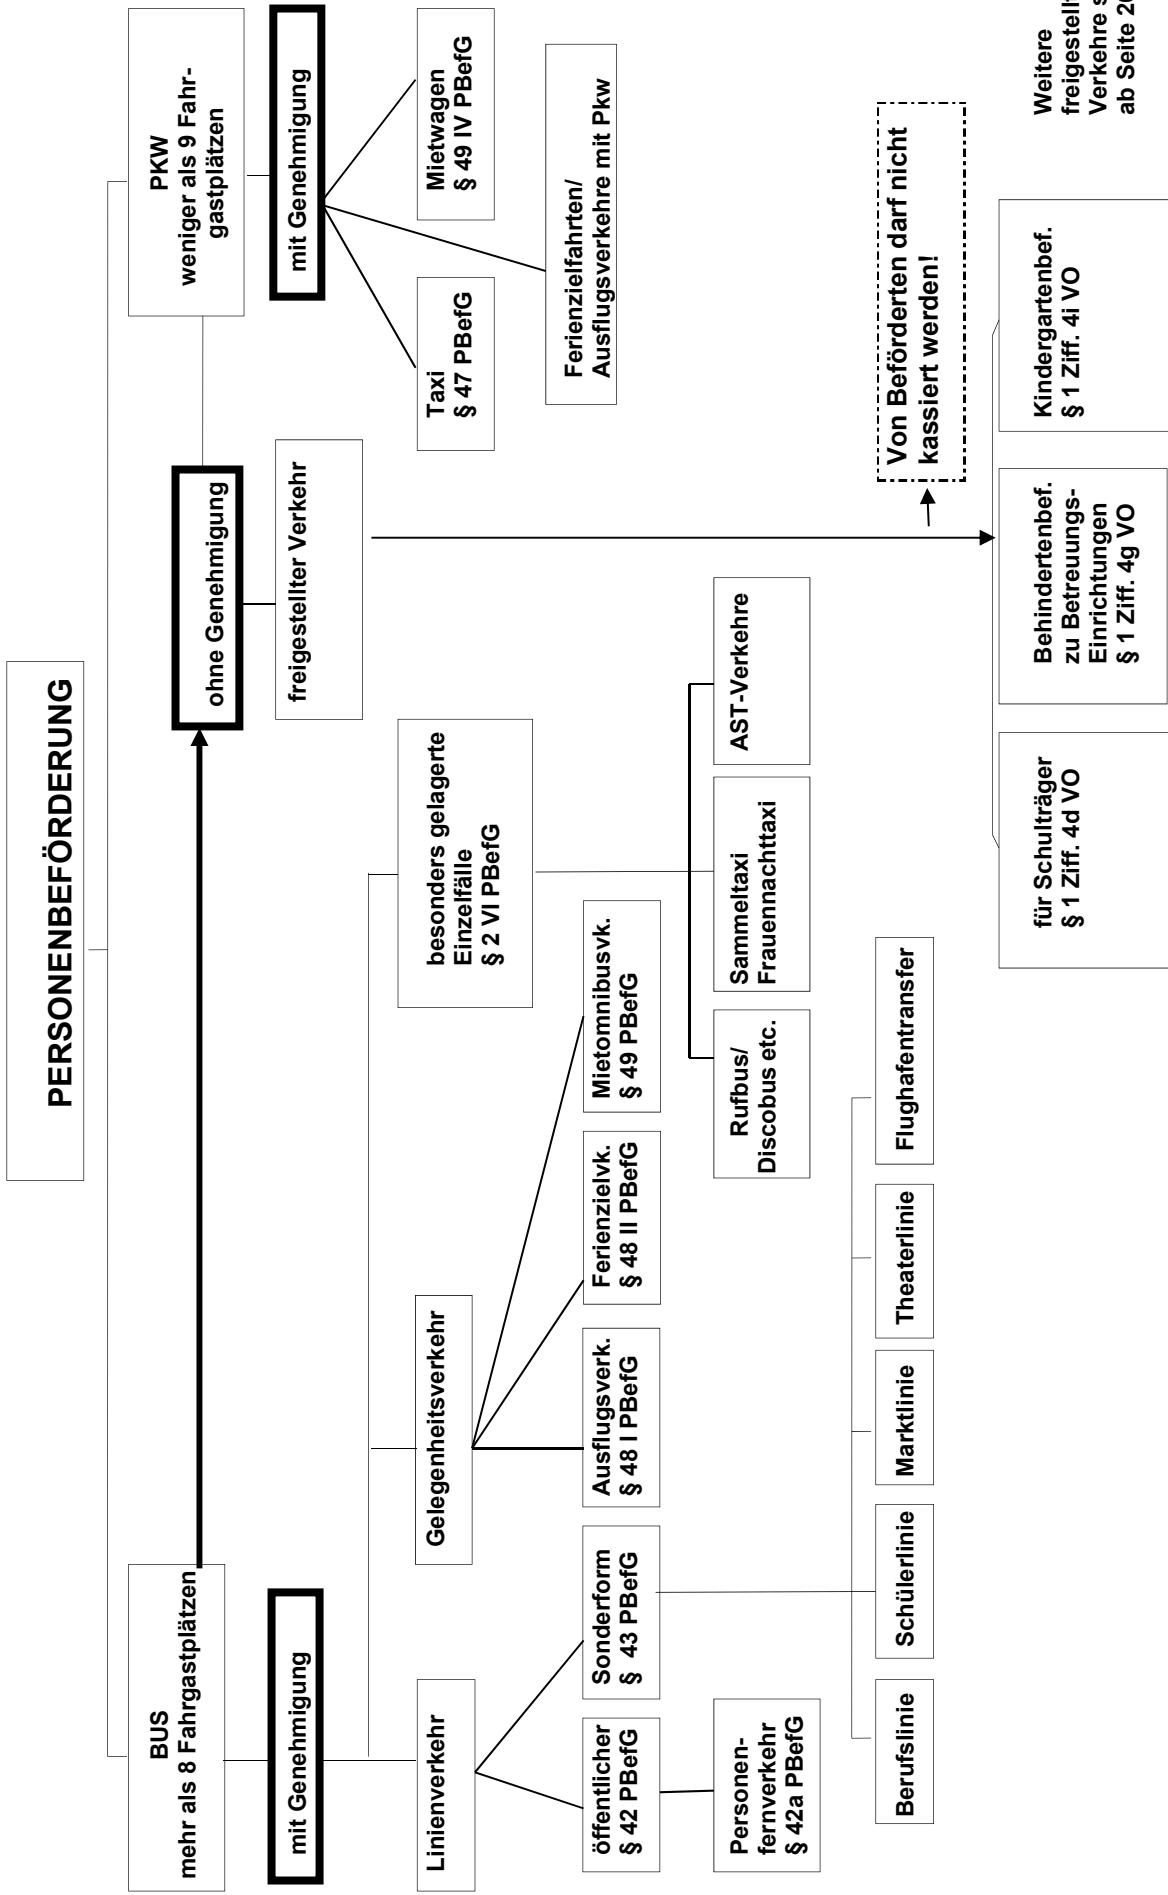 PERSONENBEFÖRDERUNG
BUS
mehr als 8 Fahrgastplätzen
PKW
weniger als 9 Fahr-
gastplätzen
ohne Genehmigung
mit Genehmigung
mit Genehmigung
freigestellter Verkehr
Linienverkehr
Gelegenheitsverkehr
besonders gelagerte
Einzelfälle
§ 2 VI PBefG
Taxi
§ 47 PBefG
Mietwagen
§ 49 IV PBefG
öffentlicher
§ 42 PBefG
Sonderform
§ 43 PBefG
Ausflugsverk.
§ 48 I PBefG
Ferienzielvk.
§ 48 II PBefG
Mietomnibusvk.
§ 49 PBefG
Ferienzielfahrten/
Ausflugsverkehre mit Pkw
Personen-
fernverkehr
§ 42a PBefG
Rufbus/
Discobus etc.
Sammeltaxi
Frauennachttaxi
AST-Verkehre
Berufslinie
Schülerlinie
Marktlinie
Theaterlinie
Flughafentransfer
Von Beförderten darf nicht
kassiert werden!
für Schulträger
§ 1 Ziff. 4d VO
Behindertenbef.
zu Betreuungs-
Einrichtungen
§ 1 Ziff. 4g VO
Kindergartenbef.
§ 1 Ziff. 4i VO
Weitere
Verkehre
ab Seite